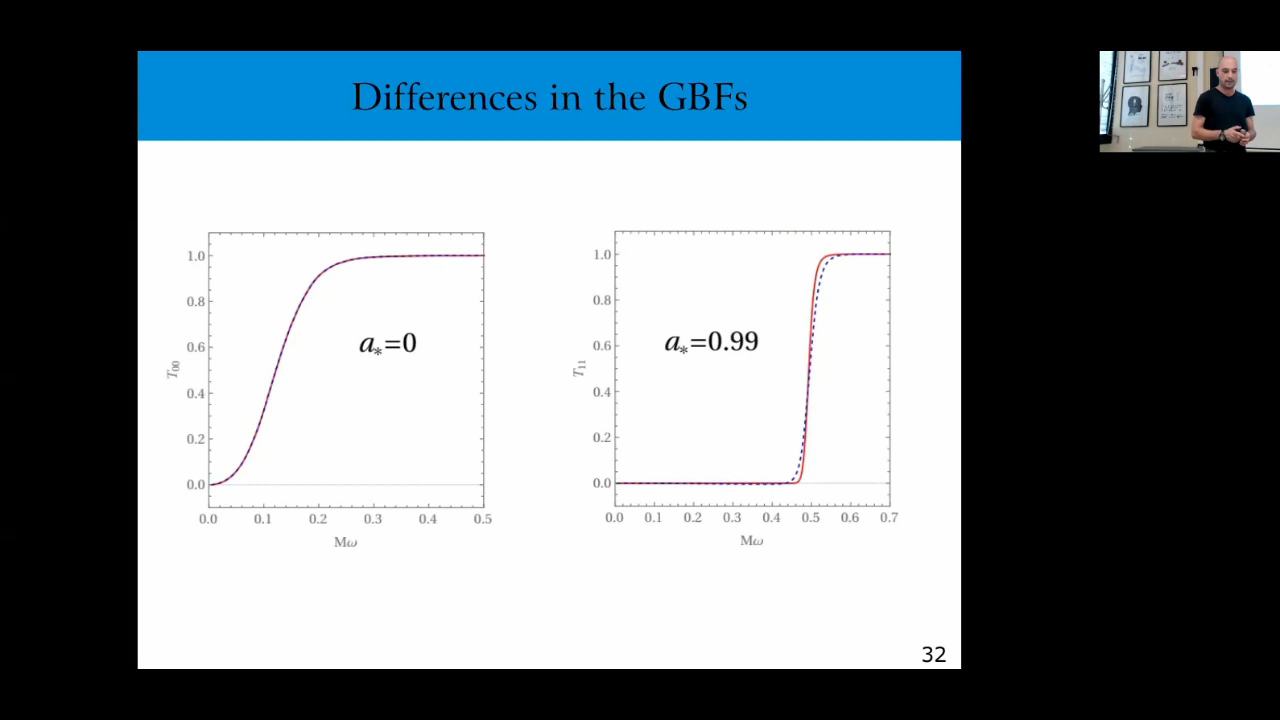 Differences in the GBFs
1.0
0.8
0.6
0.4
0.2
0.0
T₀₀
a*=0
0.0 0.1 0.2 0.3 0.4 0.5
Mω
1.0
0.8
0.6
0.4
0.2
0.0
T₁₁
a*=0.99
0.0 0.1 0.2 0.3 0.4 0.5 0.6 0.7
Mω
32